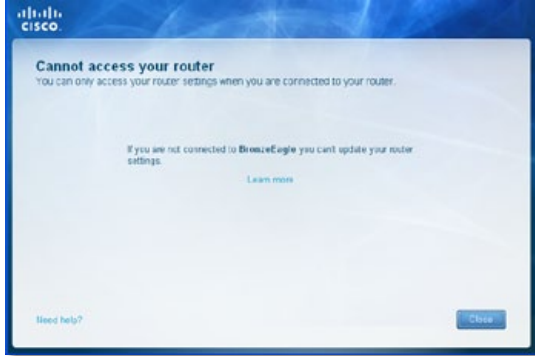 CISCO.
Cannot access your router
You can only access your router settings when you are connected to your router.
If you are not connected to BronzeEagle you can't update your router
settings.
Learn more
Need help?
Close